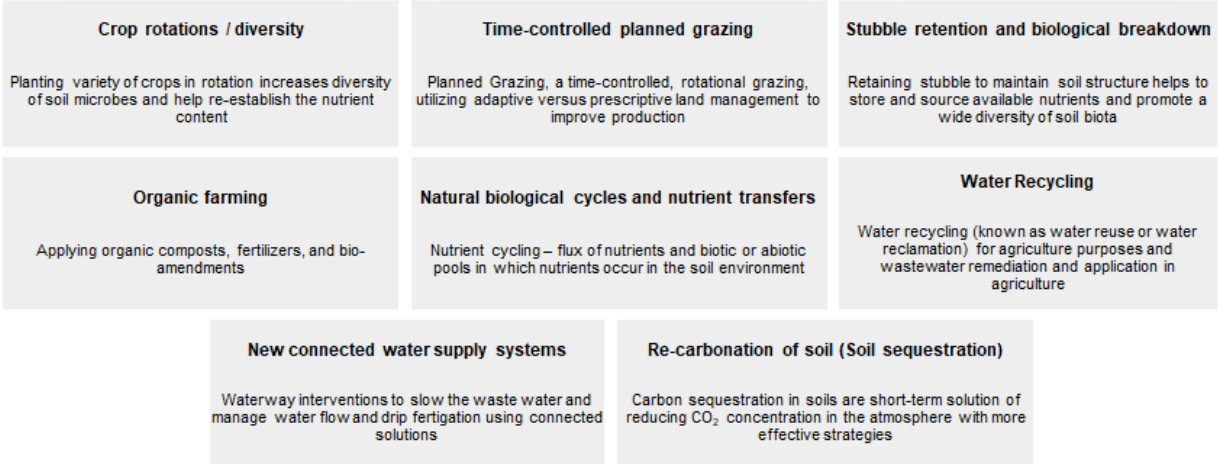 Crop rotations / diversity
Planting variety of crops in rotation increases diversity
of soil microbes and help re-establish the nutrient
content
Time-controlled planned grazing
Planned Grazing, a time-controlled, rotational grazing,
utilizing adaptive versus prescriptive land management to
improve production
Stubble retention and biological breakdown
Retaining stubble to maintain soil structure helps to
store and source available nutrients and promote a
wide diversity of soil biota
Organic farming
Applying organic composts, fertilizers, and bio-
amendments
Natural biological cycles and nutrient transfers
Nutrient cycling – flux of nutrients and biotic or abiotic
pools in which nutrients occur in the soil environment
Water Recycling
Water recycling (known as water reuse or water
reclamation) for agriculture purposes and
wastewater remediation and application in
agriculture
New connected water supply systems
Waterway interventions to slow the waste water and
manage water flow and drip fertigation using connected
solutions
Re-carbonation of soil (Soil sequestration)
Carbon sequestration in soils are short-term solution of
reducing CO₂ concentration in the atmosphere with more
effective strategies